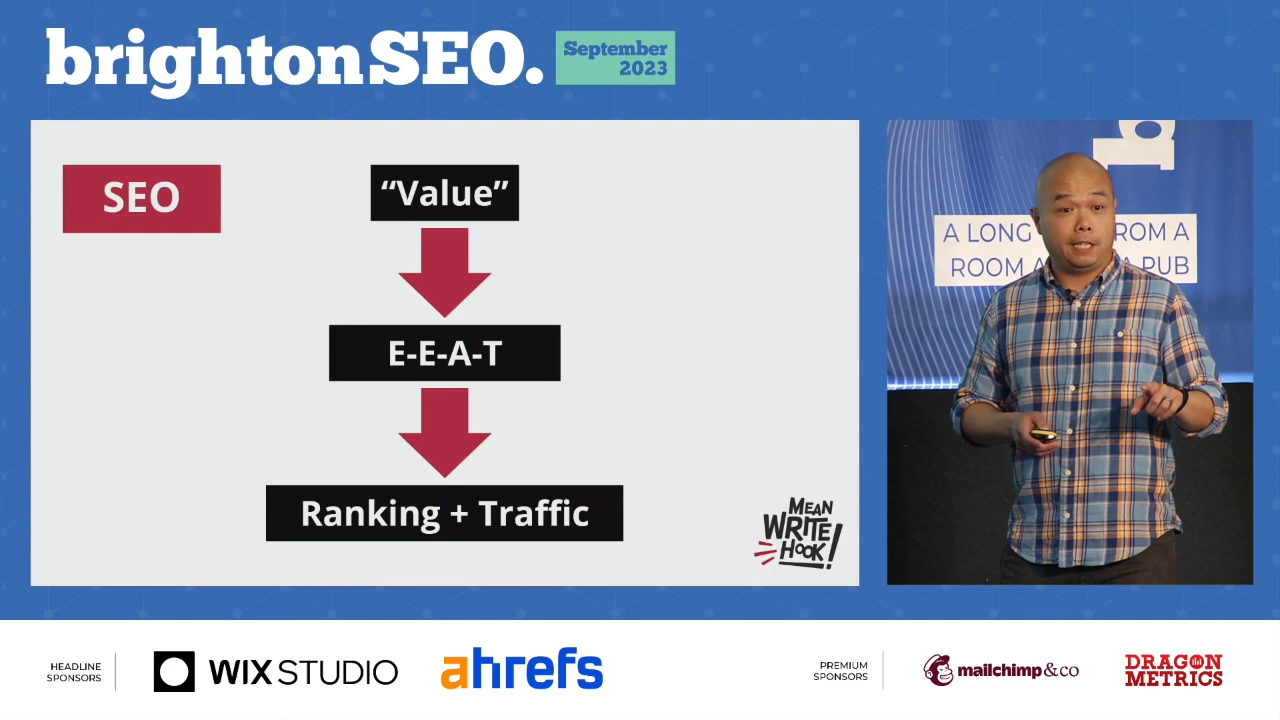 brightonSEO.
September
2023
SEO
“Value”
E-E-A-T
Ranking + Traffic
MEAN
WRITE
HOOK!
b
A LONG
ROM A
ROOM A
A PUB
HEADLINE
SPONSORS
WIX STUDIO
ahrefs
PREMIUM
SPONSORS
mailchimp&co
DRAGON
METRICS